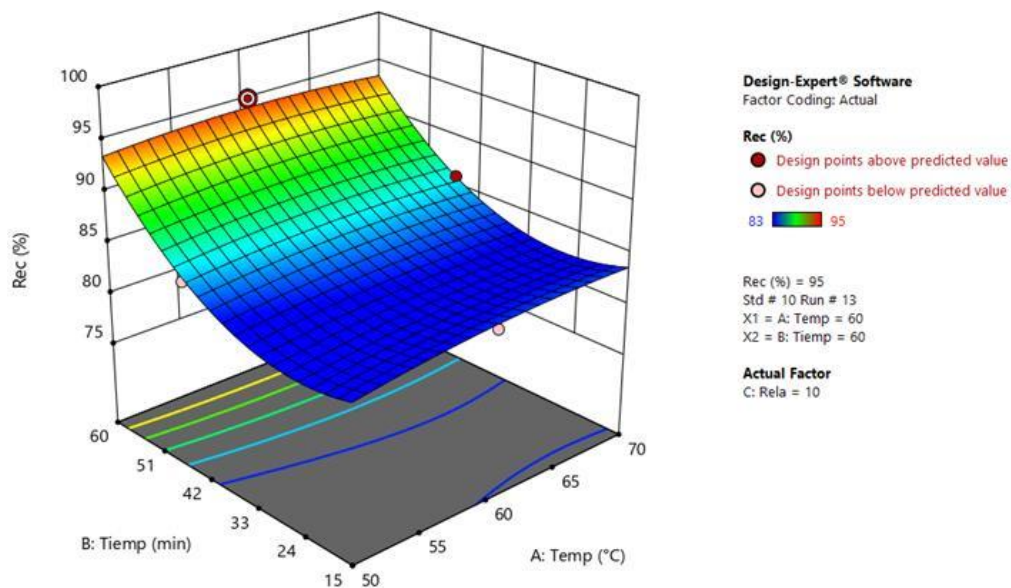 100
95
90
85
80
75
Rec (%)
60
51
42
33
24
15
B: Tiemp (min)
50
55
60
65
70
A: Temp (°C)
Design-Expert® Software
Factor Coding: Actual
Rec (%)
Design points above predicted value
Design points below predicted value
83 95
Rec (%) = 95
Std # 10 Run # 13
X1 = A: Temp = 60
X2 = B: Temp = 60
Actual Factor
C: Rela = 10